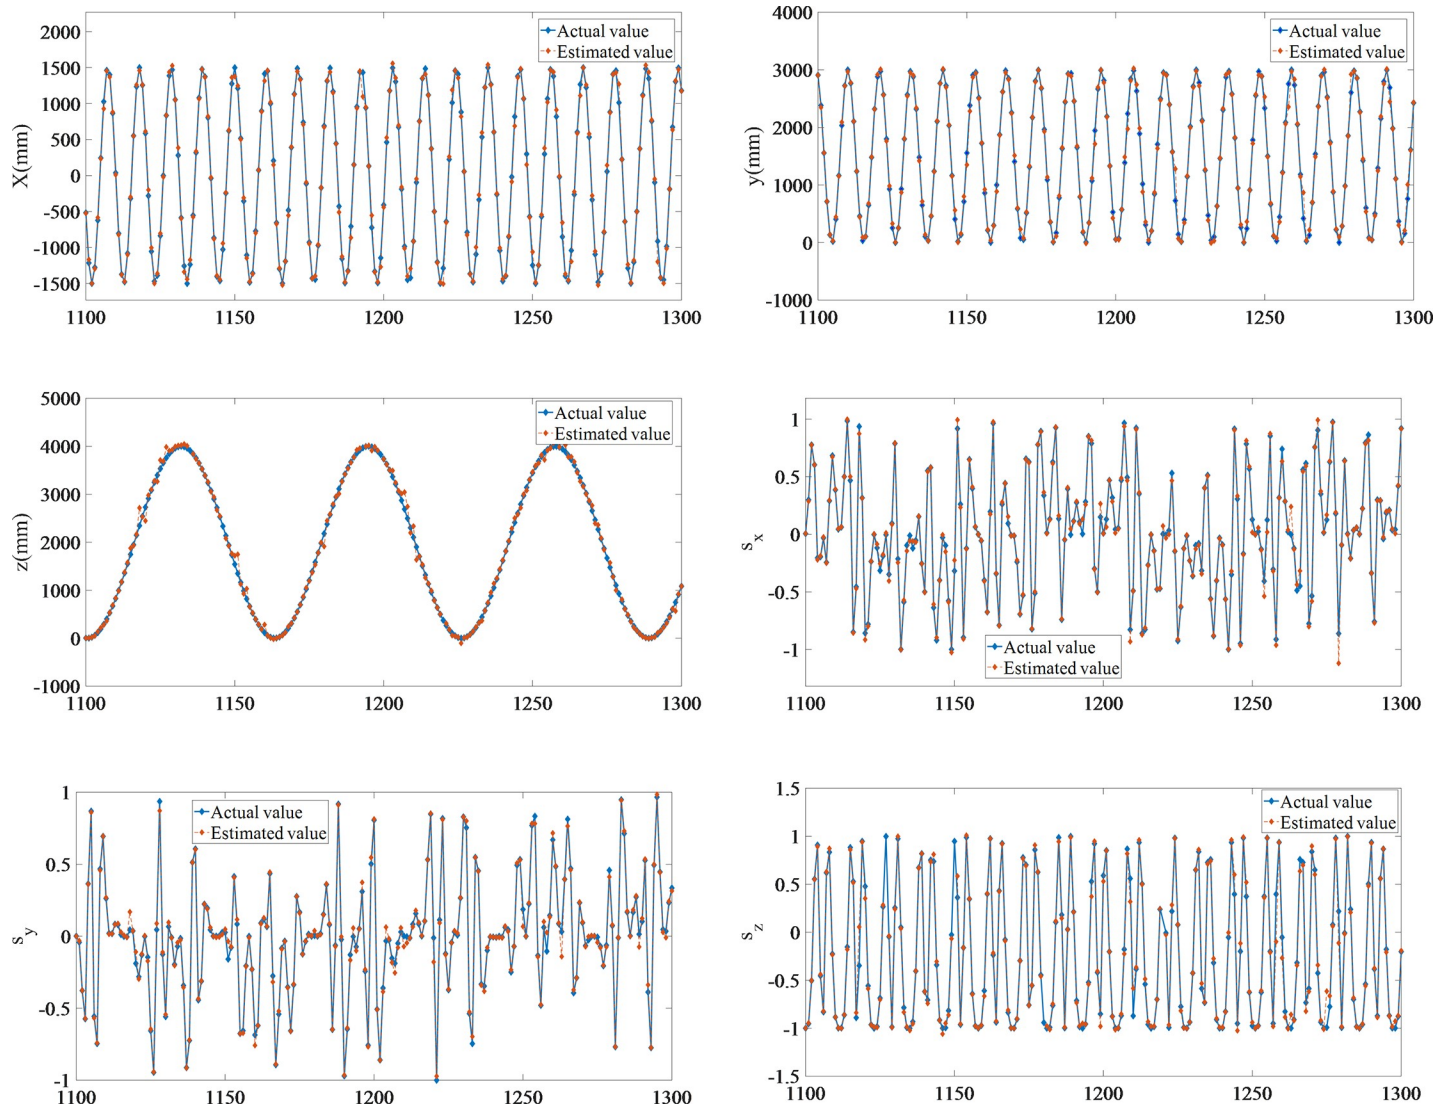 2000
1500
1000
500
0
-500
-1000
-1500
X(mm)
Actual value
Estimated value
1100 1150 1200 1250 1300
4000
3000
2000
1000
0
-1000
y(mm)
Actual value
Estimated value
1100 1150 1200 1250 1300
5000
4000
3000
2000
1000
0
-1000
z(mm)
Actual value
Estimated value
1100 1150 1200 1250 1300
1
0.5
0
-0.5
-1
s_x
Actual value
Estimated value
1100 1150 1200 1250 1300
1
0.5
0
-0.5
-1
s_y
Actual value
Estimated value
1100 1150 1200 1250 1300
1.5
1
0.5
0
-0.5
-1
-1.5
s_z
Actual value
Estimated value
1100 1150 1200 1250 1300